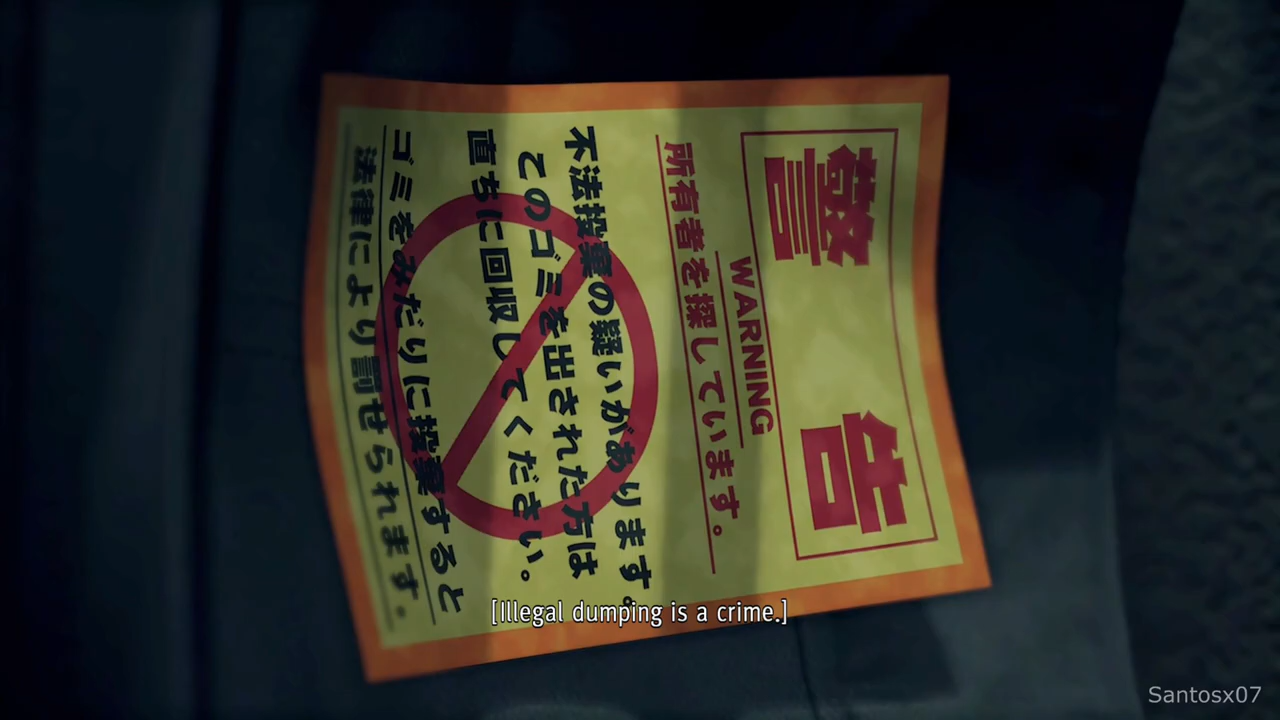 警告
WARNING
所有者を探しています。
不法投棄の疑いがあります。
このゴミを出された方は
直ちに回収してください。
ゴミをみだりに投棄すると
法律により罰せられます。
[Illegal dumping is a crime.]
Santosx07